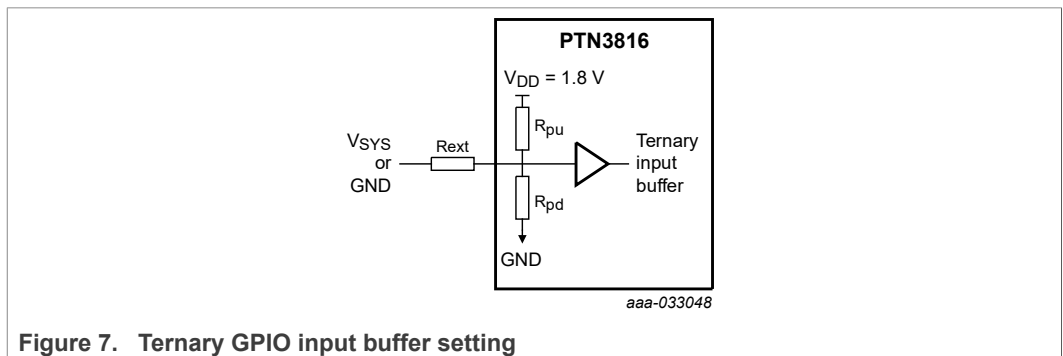 PTN3816
VDD = 1.8 V
Rpu
VSYS
or
GND
Rext
Ternary
input
buffer
Rpd
GND
aaa-033048
Figure 7. Ternary GPIO input buffer setting